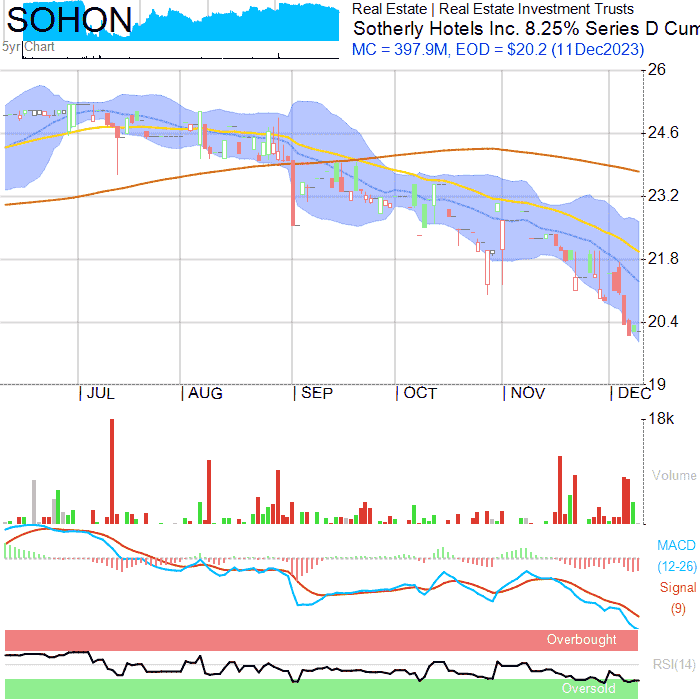 SOHON
5yr Chart
Real Estate | Real Estate Investment Trusts
Sotherly Hotels Inc. 8.25% Series D Cum
MC = 397.9M, EOD = $20.2 (11Dec2023)
26
24.6
23.2
21.8
20.4
19
JUL AUG SEP OCT NOV DEC
18k
Volume
MACD
(12-26)
Signal
(9)
Overbought
RSI(14)
Oversold